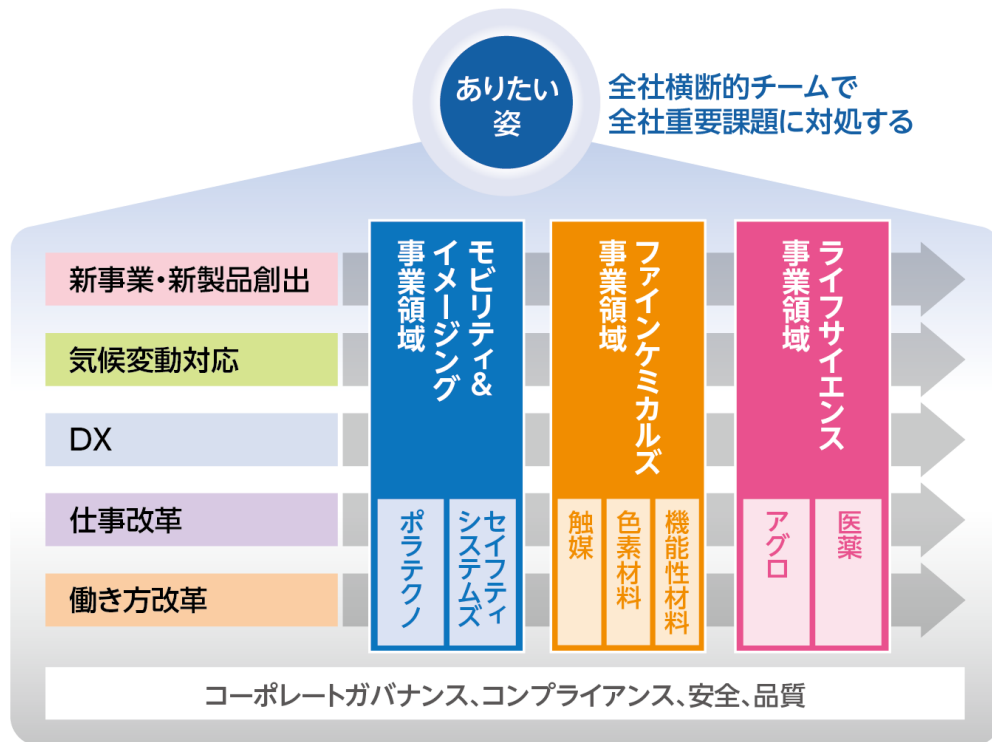 ありたい
姿
全社横断的チームで
全社重要課題に対処する
新事業・新製品創出
気候変動対応
DX
仕事改革
働き方改革
モビリティ&
イメージング
事業領域
ポラテクノ
セイフティ
システムズ
ファインケミカルズ
事業領域
触媒
色素材料
機能性材料
ライフサイエンス
事業領域
アグロ
医薬
コーポレートガバナンス、コンプライアンス、安全、品質